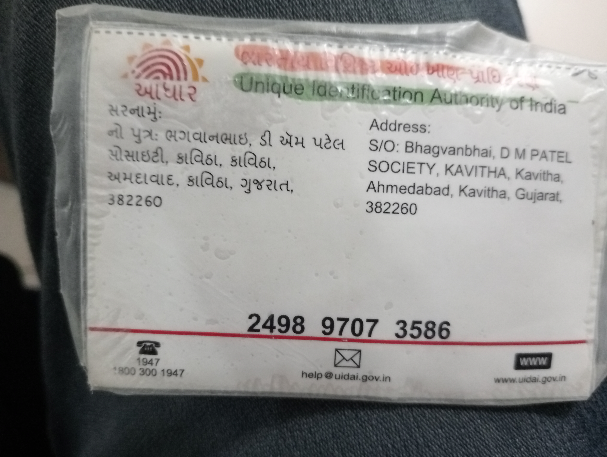 Unique Identification Authority of India
આધાર
સરનામું:
નો પુત્ર: ભગવાનભાઇ, ડી એમ પટેલ
સોસાઇટી, કાવિઠા, કાવિઠા,
અમદાવાદ, કાવિઠા, ગુજરાત,
382260
Address:
S/O: Bhagvanbhai, D M PATEL
SOCIETY, KAVITHA, Kavitha,
Ahmedabad, Kavitha, Gujarat,
382260
2498 9707 3586
1947
1800 300 1947
help@uidai.gov.in
www
www.uidai.gov.in